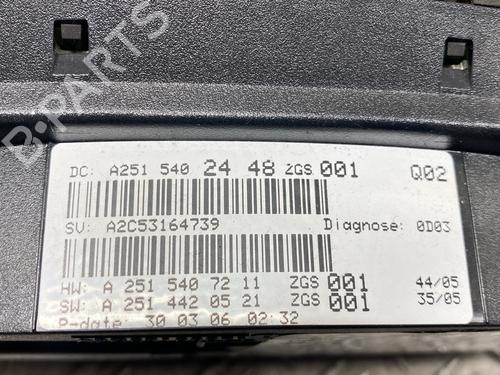 B-PARTS
DC: A251 540 24 48 ZGS 001 Q02
SV: A2C53164739 Diagnose: 0D03
HW: A 251 540 72 11 ZGS 001 44/05
SW: A 251 442 05 21 ZGS 001 35/05
P-date: 30 03 06 02:32